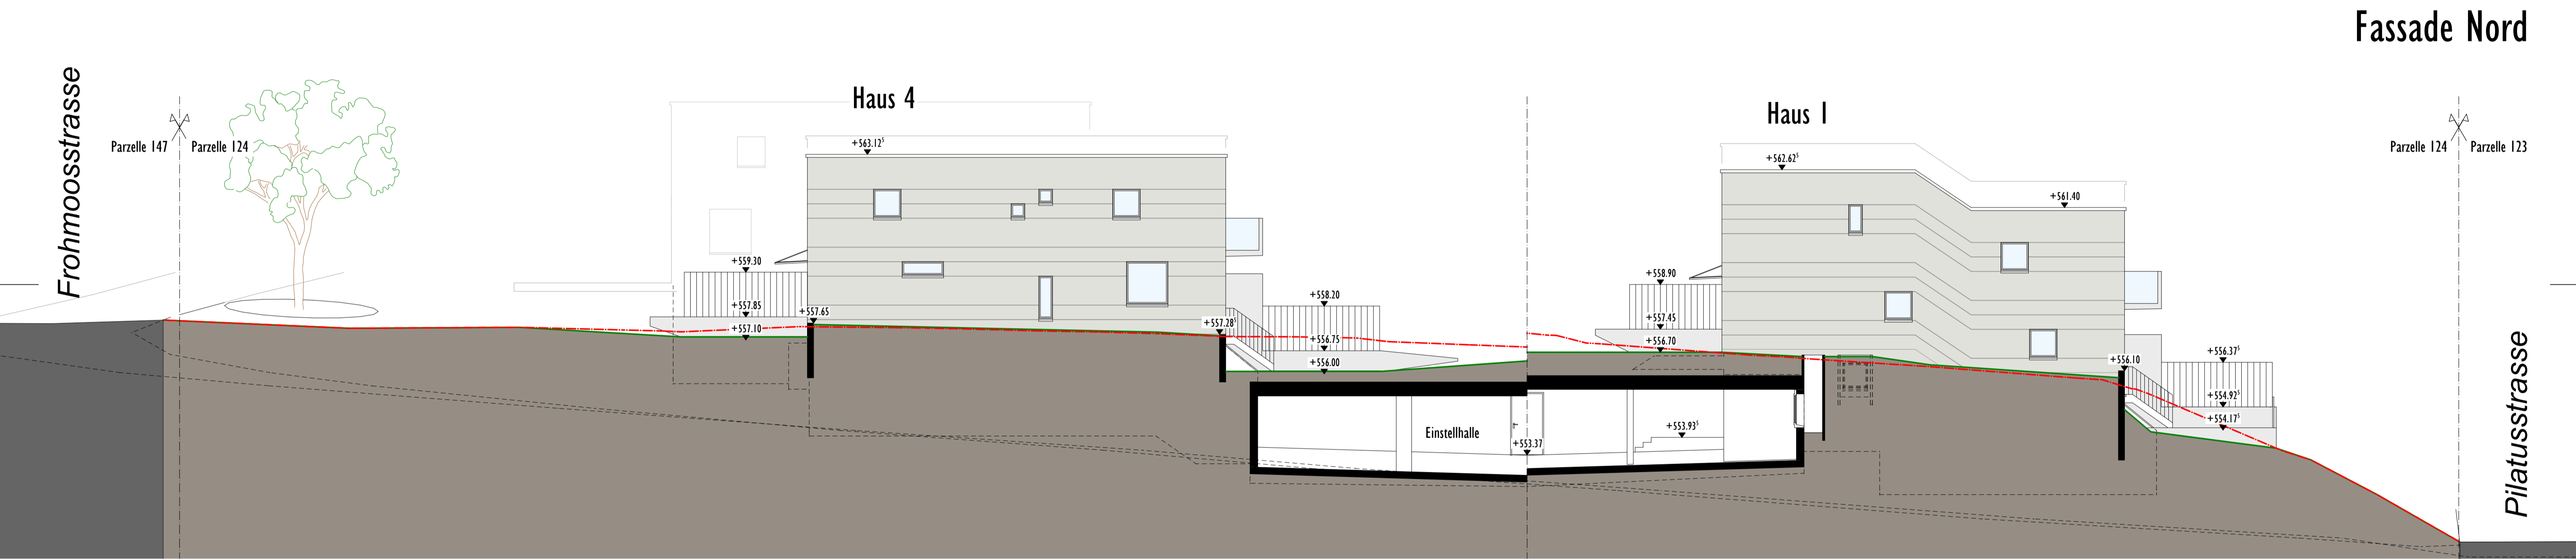 Fassade Nord
Frohmoosstrasse
Parzelle 147
Parzelle 124
Haus 4
+563.12⁵
+559.30
+557.85
+557.10
+557.65
+557.28⁵
+558.20
+556.75
+556.00
Einstellhalle
+553.37
+553.93⁵
Haus 1
+562.62⁵
+561.40
+558.90
+557.45
+556.70
+556.10
+556.37⁵
+554.92⁵
+554.17⁵
Parzelle 124
Parzelle 123
Pilatusstrasse